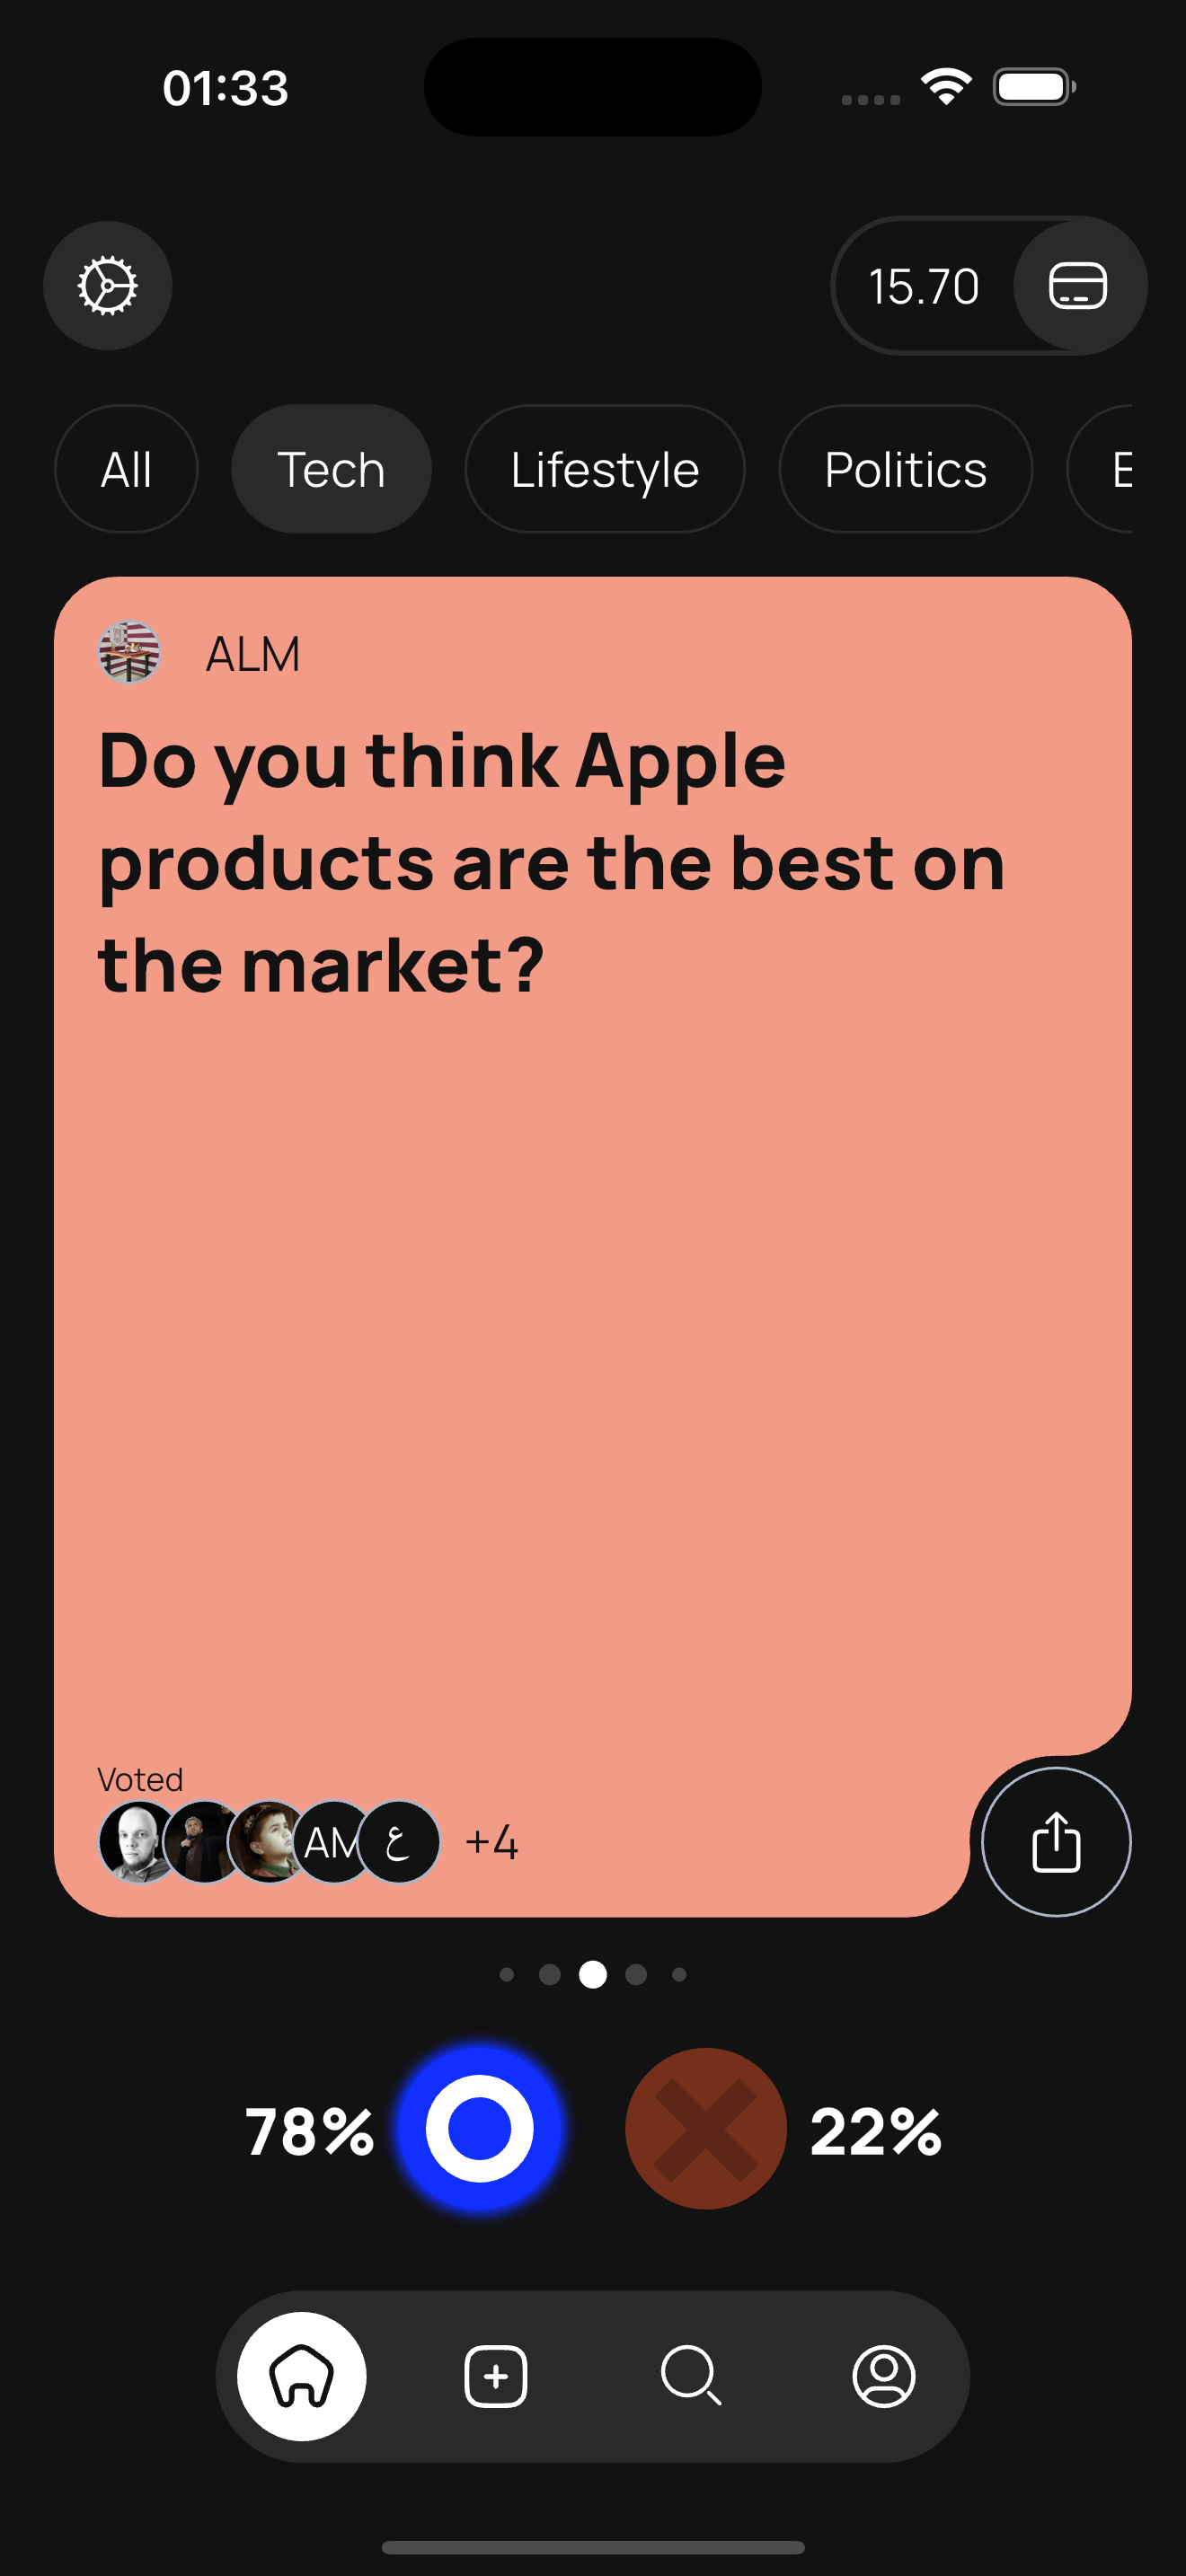 01:33
15.70
All Tech Lifestyle Politics
ALM
Do you think Apple
products are the best on
the market?
Voted
AM ع +4
78% 22%